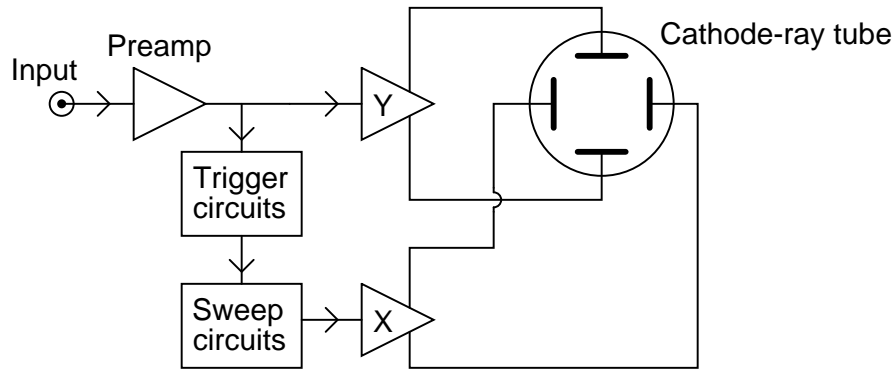 Preamp
Cathode-ray tube
Input
Y
Trigger
circuits
Sweep
circuits
X